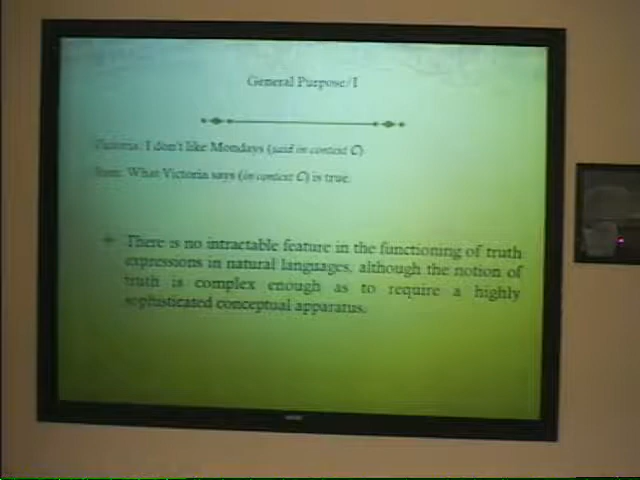 General Purpose/I
Victoria: I don't like Mondays (said in context C)
What Victoria says (in context C) is true.
There is no intractable feature in the functioning of truth
expressions in natural languages, although the notion of
truth is complex enough as to require a highly
sophisticated conceptual apparatus.